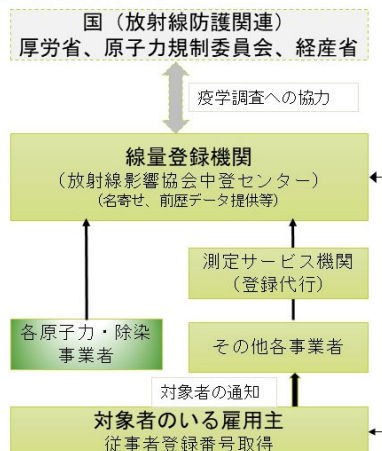 国（放射線防護関連）
厚労省、原子力規制委員会、経産省
疫学調査への協力
線量登録機関
（放射線影響協会中登センター）
（名寄せ、前歴データ提供等）
測定サービス機関
（登録代行）
各原子力・除染
事業者
その他各事業者
対象者の通知
対象者のいる雇用主
従事者登録番号取得